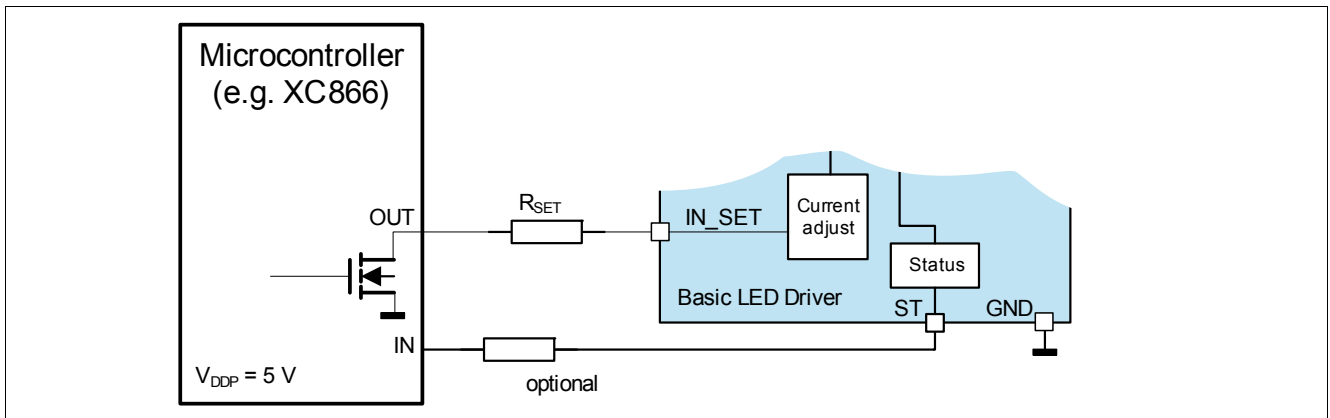 Microcontroller
(e.g. XC866)
OUT
RSET
IN_SET
Current
adjust
Status
Basic LED Driver
ST
GND
IN
VDDP = 5 V
optional